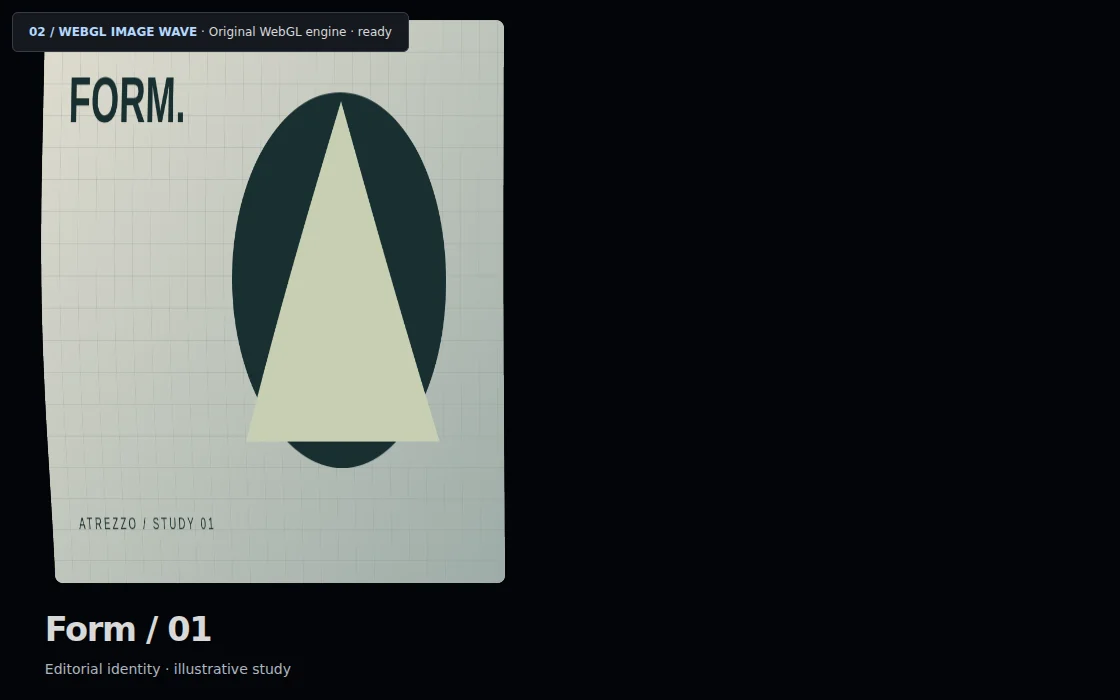 02 / WEBGL IMAGE WAVE · Original WebGL engine · ready
FORM.
ATREZZO / STUDY 01
Form / 01
Editorial identity · illustrative study